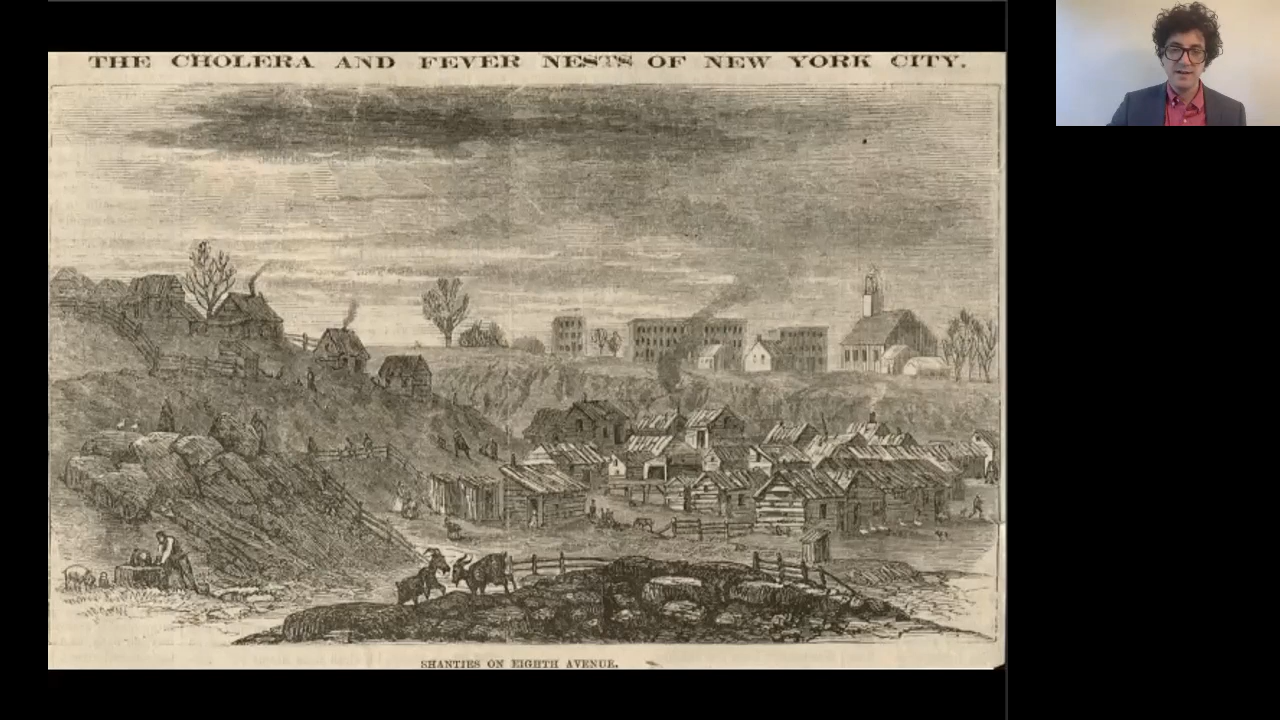 THE CHOLERA AND FEVER NESTS OF NEW YORK CITY.
SHANTIES ON EIGHTH AVENUE.